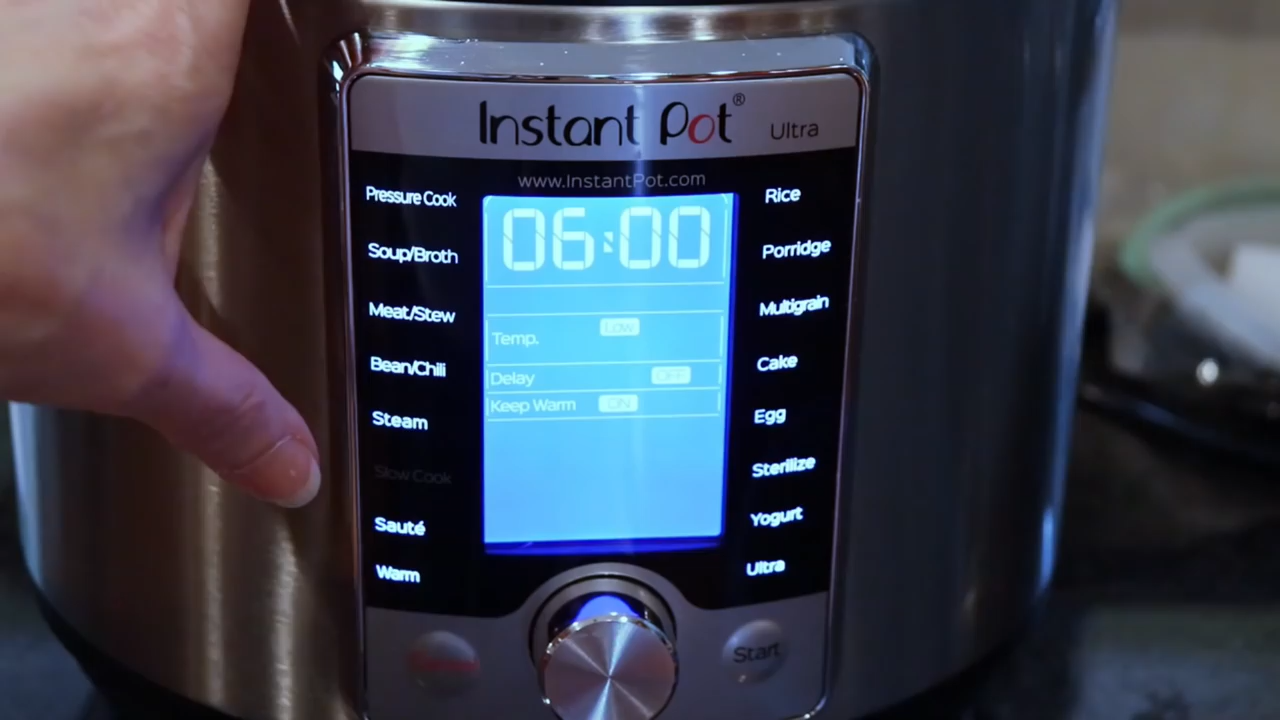 Instant Pot® Ultra
www.InstantPot.com
Pressure Cook
Soup/Broth
Meat/Stew
Bean/Chili
Steam
Slow Cook
Sauté
Warm
06:00
Temp. Low
Delay OFF
Keep Warm ON
Rice
Porridge
Multigrain
Cake
Egg
Sterilize
Yogurt
Ultra
Start